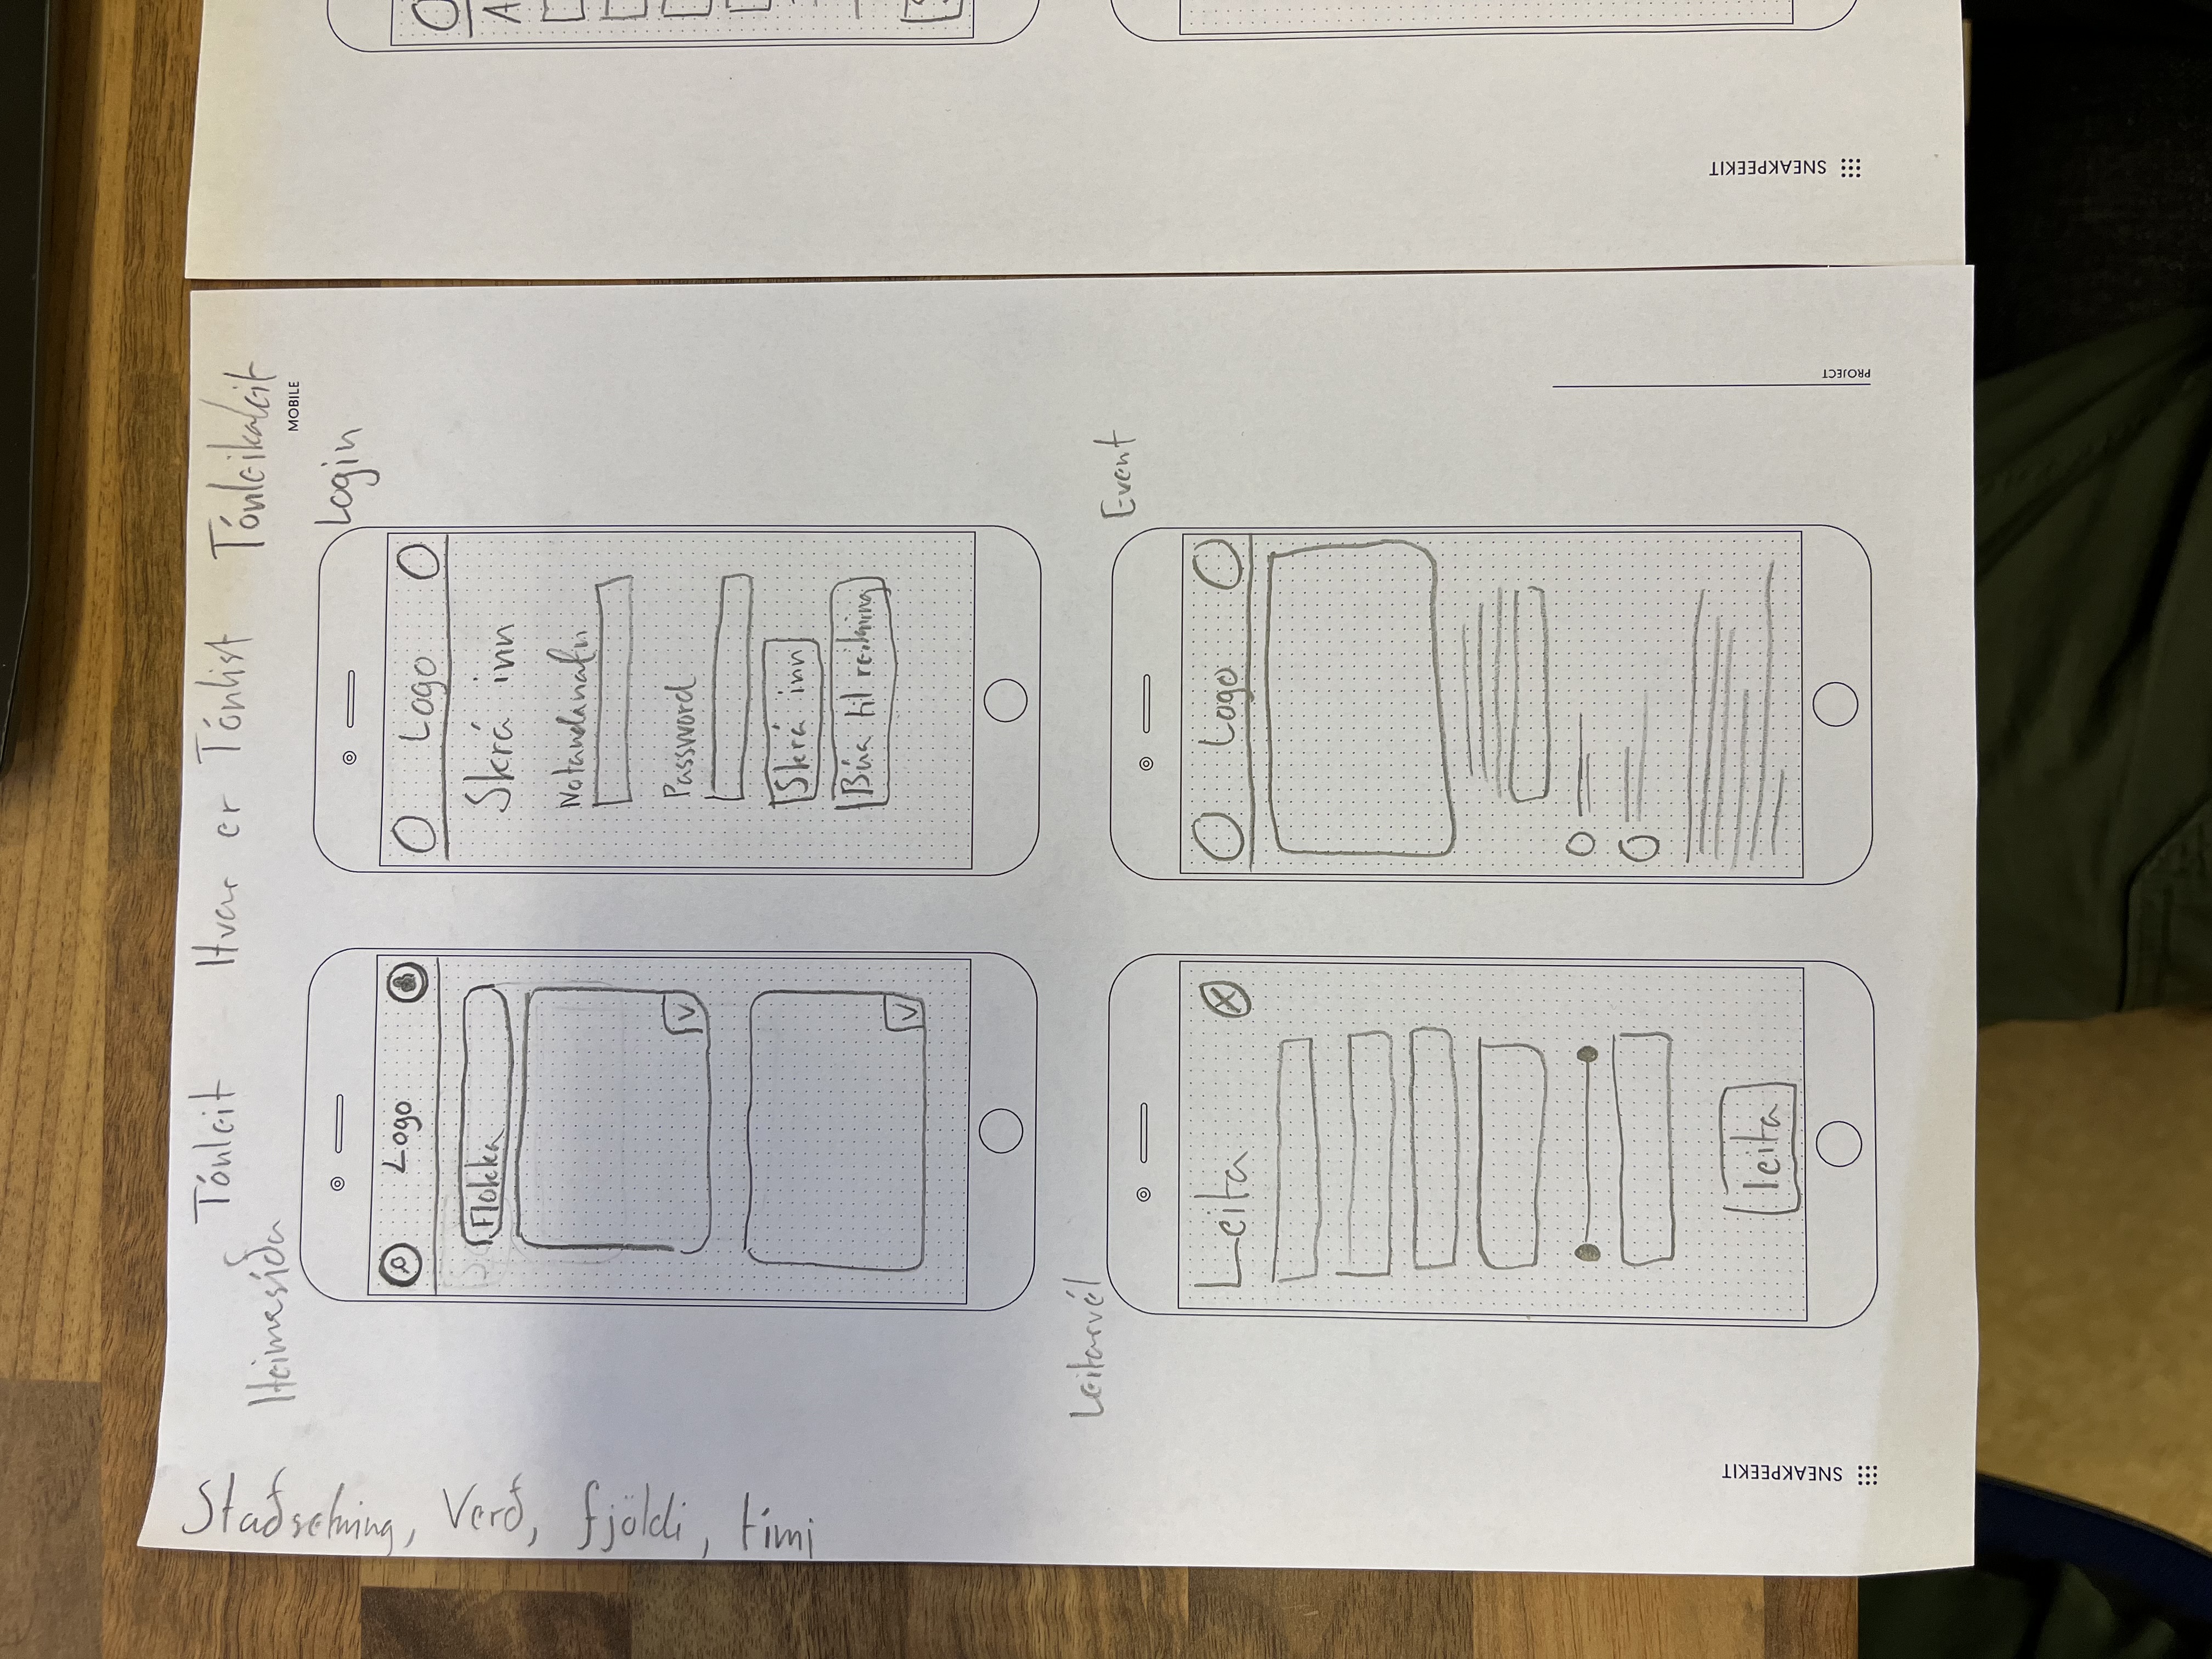 Tónleit
Hvar er Tónlist
Tónleikaleit
Heimasíða
MOBILE
Login
Staðsetning, Verð, fjöldi, tími
Logo
Flokka
V
V
Logo
Skrá inn
Notandanafn
Password
Skrá inn
Búa til reikning
Leitarvél
Event
Leita
X
leita
Logo
SNEAKPEEKIT
PROJECT
A
SNEAKPEEKIT